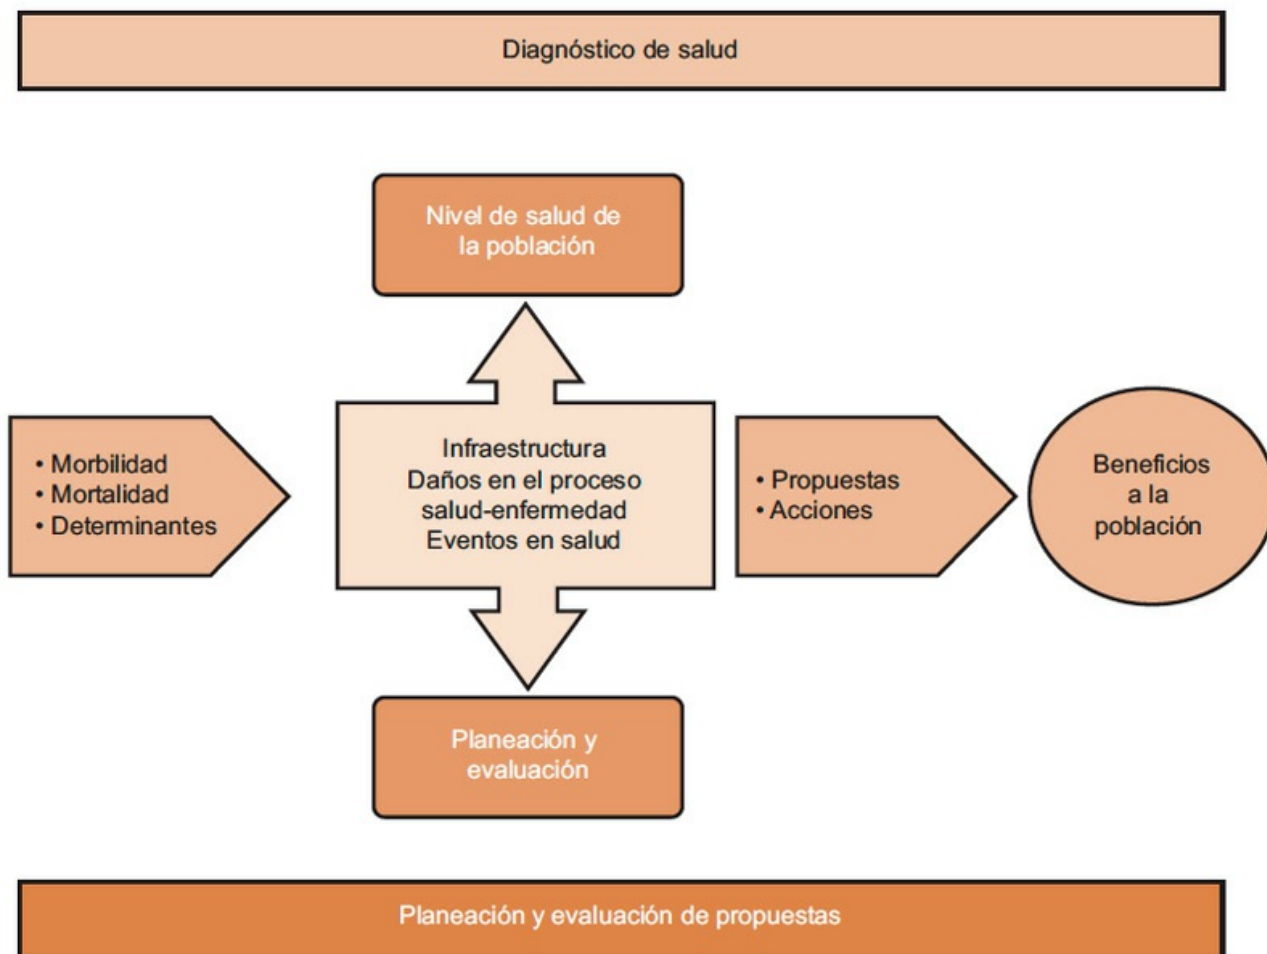 Diagnóstico de salud
Nivel de salud de
la población
• Morbilidad
• Mortalidad
• Determinantes
Infraestructura
Daños en el proceso
salud-enfermedad
Eventos en salud
• Propuestas
• Acciones
Beneficios
a la
población
Planeación y
evaluación
Planeación y evaluación de propuestas